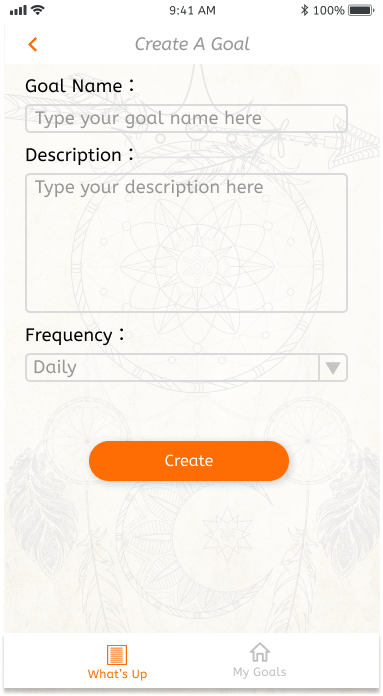 9:41 AM 100%
Create A Goal
Goal Name：
Type your goal name here
Description：
Type your description here
Frequency：
Daily
Create
What's Up My Goals